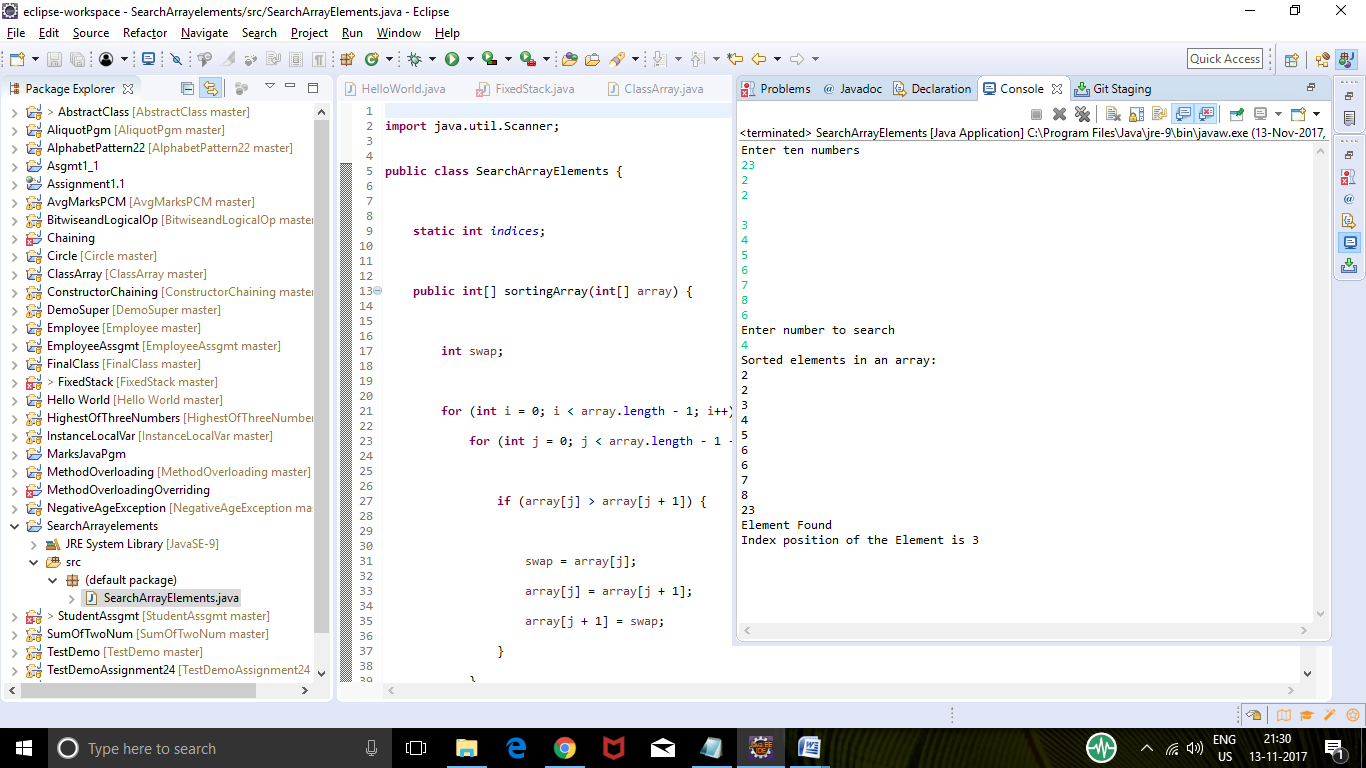 eclipse-workspace - SearchArrayelements/src/SearchArrayElements.java - Eclipse
File Edit Source Refactor Navigate Search Project Run Window Help
Quick Access
Package Explorer
> AbstractClass [AbstractClass master]
AliquotPgm [AliquotPgm master]
AlphabetPattern22 [AlphabetPattern22 master]
Asgmt1_1
Assignment1.1
AvgMarksPCM [AvgMarksPCM master]
BitwiseandLogicalOp [BitwiseandLogicalOp master
Chaining
Circle [Circle master]
ClassArray [ClassArray master]
ConstructorChaining [ConstructorChaining master
DemoSuper [DemoSuper master]
Employee [Employee master]
EmployeeAssgmt [EmployeeAssgmt master]
FinalClass [FinalClass master]
> FixedStack [FixedStack master]
Hello World [Hello World master]
HighestOfThreeNumbers [HighestOfThreeNumber
InstanceLocalVar [InstanceLocalVar master]
MarksJavaPgm
MethodOverloading [MethodOverloading master]
MethodOverloadingOverriding
NegativeAgeException [NegativeAgeException ma
SearchArrayelements
JRE System Library [JavaSE-9]
src
(default package)
SearchArrayElements.java
> StudentAssgmt [StudentAssgmt master]
SumOfTwoNum [SumOfTwoNum master]
TestDemo [TestDemo master]
TestDemoAssignment24 [TestDemoAssignment24
HelloWorld.java FixedStack.java ClassArray.java
1
2 import java.util.Scanner;
3
4
5 public class SearchArrayElements {
6
7
8
9 static int indices;
10
11
12
13 public int[] sortingArray(int[] array) {
14
15
16
17 int swap;
18
19
20
21 for (int i = 0; i < array.length - 1; i++)
22
23 for (int j = 0; j < array.length - 1 -
24
25
26
27 if (array[j] > array[j + 1]) {
28
29
30
31 swap = array[j];
32
33 array[j] = array[j + 1];
34
35 array[j + 1] = swap;
36
37 }
38
39 }
Problems @ Javadoc Declaration Console Git Staging
<terminated> SearchArrayElements [Java Application] C:\Program Files\Java\jre-9\bin\javaw.exe (13-Nov-2017,
Enter ten numbers
23
2
2
3
4
5
6
7
8
6
Enter number to search
4
Sorted elements in an array:
2
2
3
4
5
6
6
7
8
23
Element Found
Index position of the Element is 3
Type here to search
ENG
US
21:30
13-11-2017
1